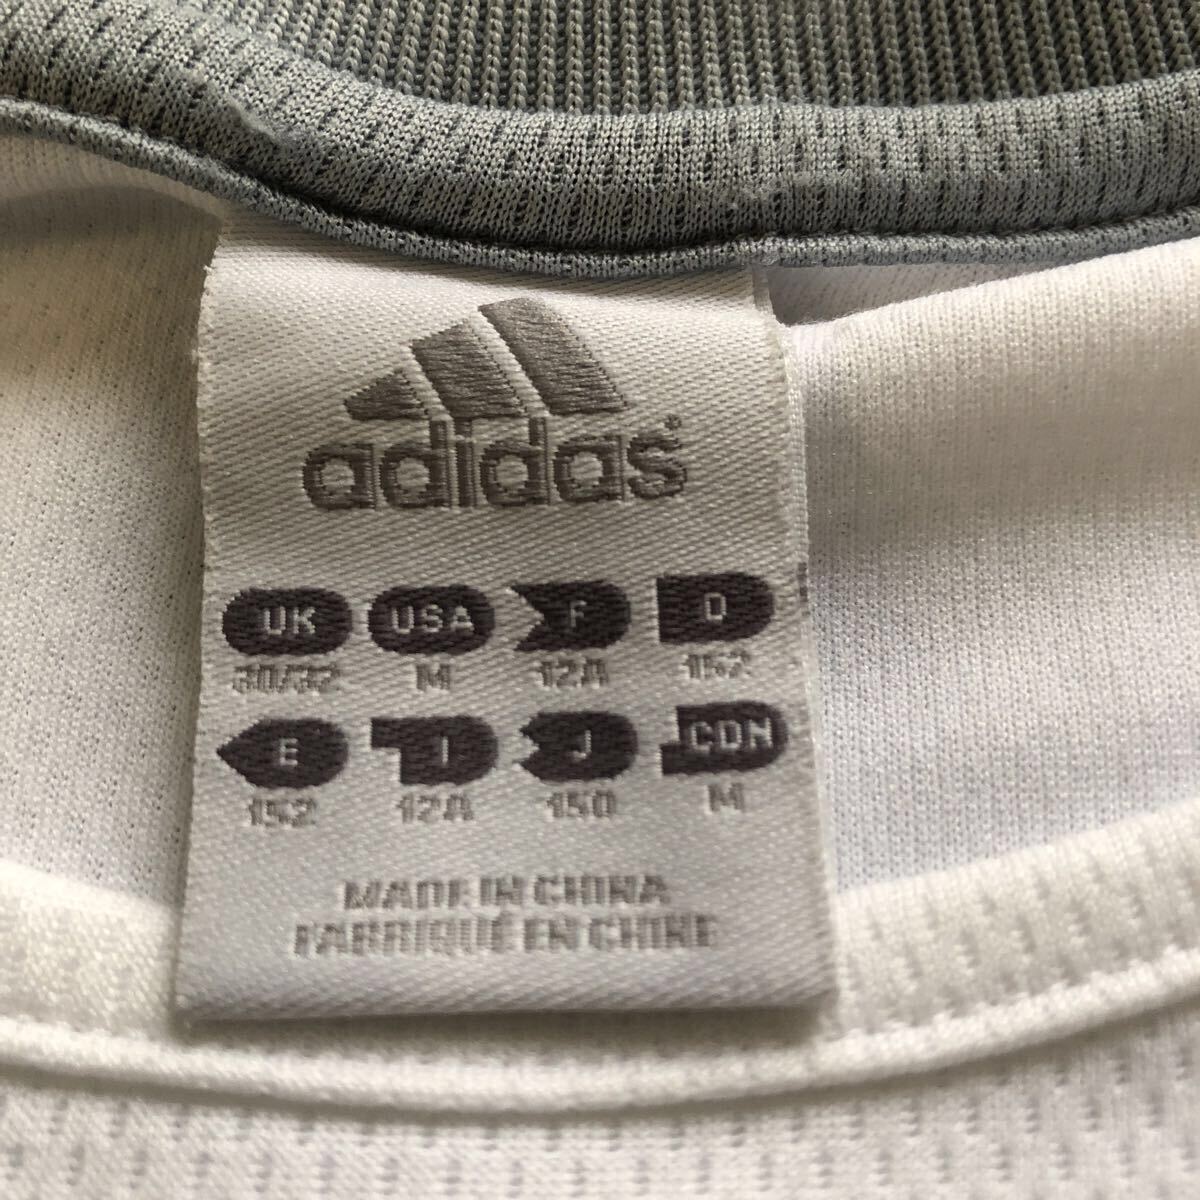 adidas®
UK USA F D
30/32 M 12A 152
E I J CDN
152 12A 150 M
MADE IN CHINA
FABRIQUÉ EN CHINE